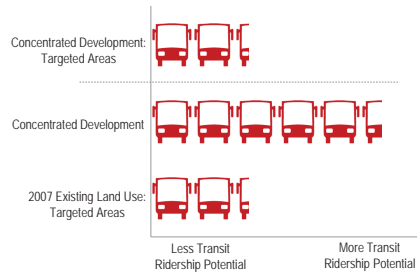 Concentrated Development:
Targeted Areas
Concentrated Development
2007 Existing Land Use:
Targeted Areas
Less Transit
Ridership Potential
More Transit
Ridership Potential